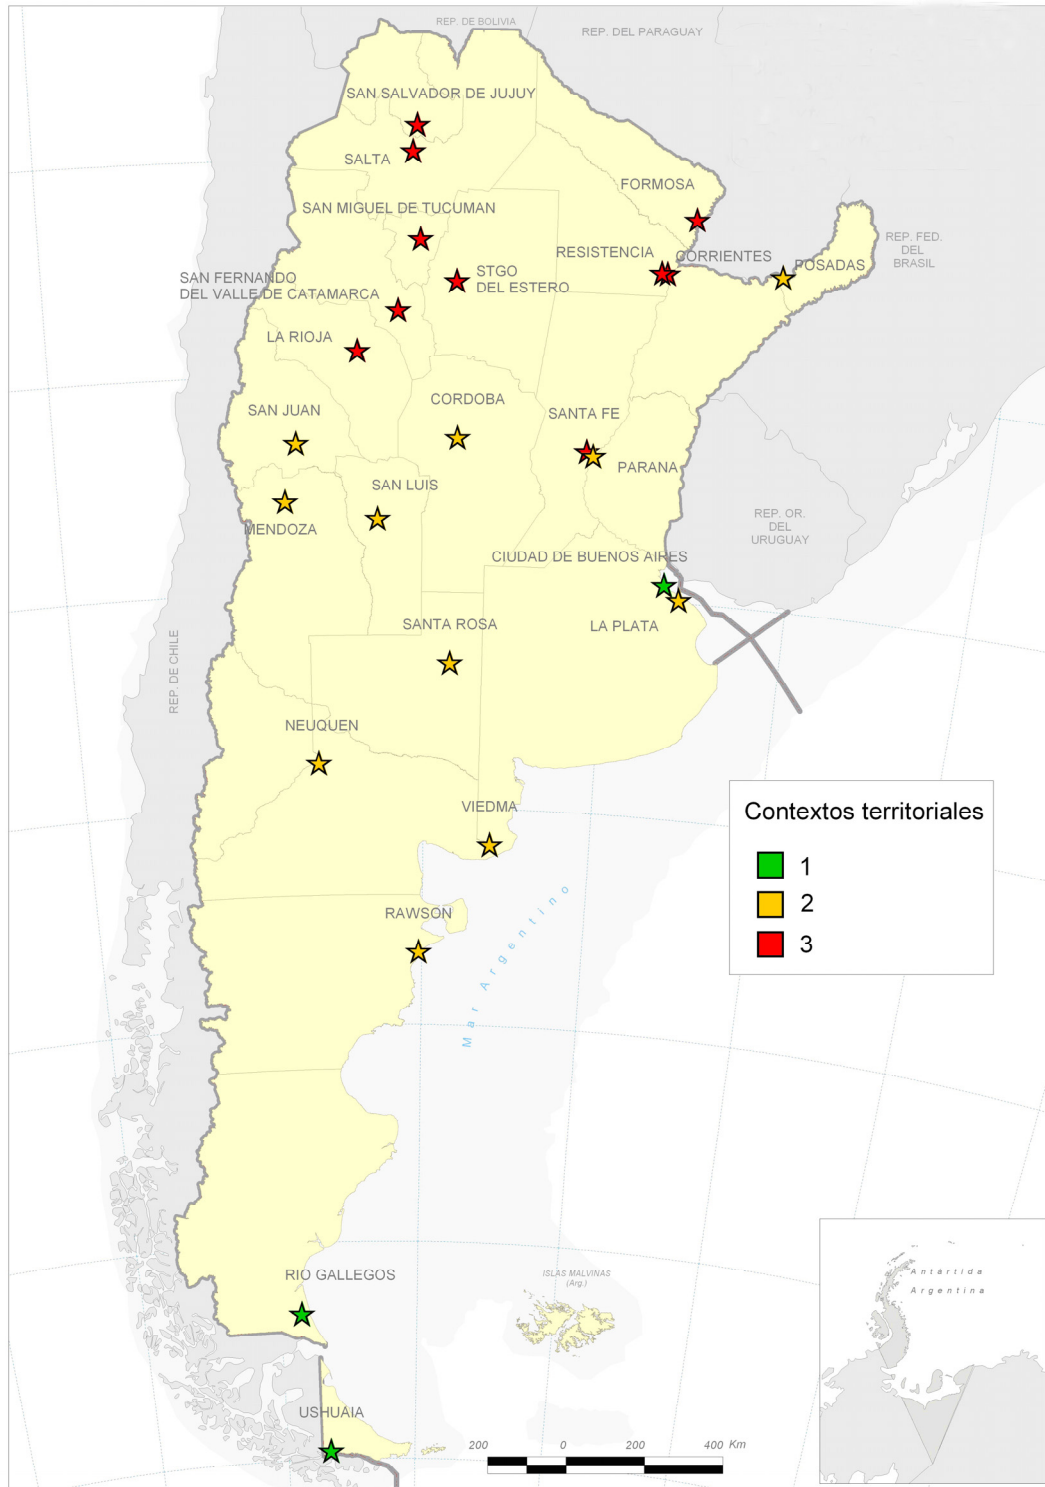 REP. DE BOLIVIA
REP. DEL PARAGUAY
SAN SALVADOR DE JUJUY
SALTA
FORMOSA
SAN MIGUEL DE TUCUMAN
RESISTENCIA
CORRIENTES
POSADAS
REP. FED.
DEL
BRASIL
SAN FERNANDO
DEL VALLE DE CATAMARCA
STGO
DEL ESTERO
LA RIOJA
SAN JUAN
CORDOBA
SANTA FE
PARANA
SAN LUIS
MENDOZA
REP. OR.
DEL
URUGUAY
CIUDAD DE BUENOS AIRES
LA PLATA
SANTA ROSA
REP. DE CHILE
NEUQUEN
VIEDMA
Contextos territoriales
1
2
3
RAWSON
Mar Argentino
RIO GALLEGOS
ISLAS MALVINAS
(Arg.)
Antártida
Argentina
USHUAIA
200 0 200 400 Km